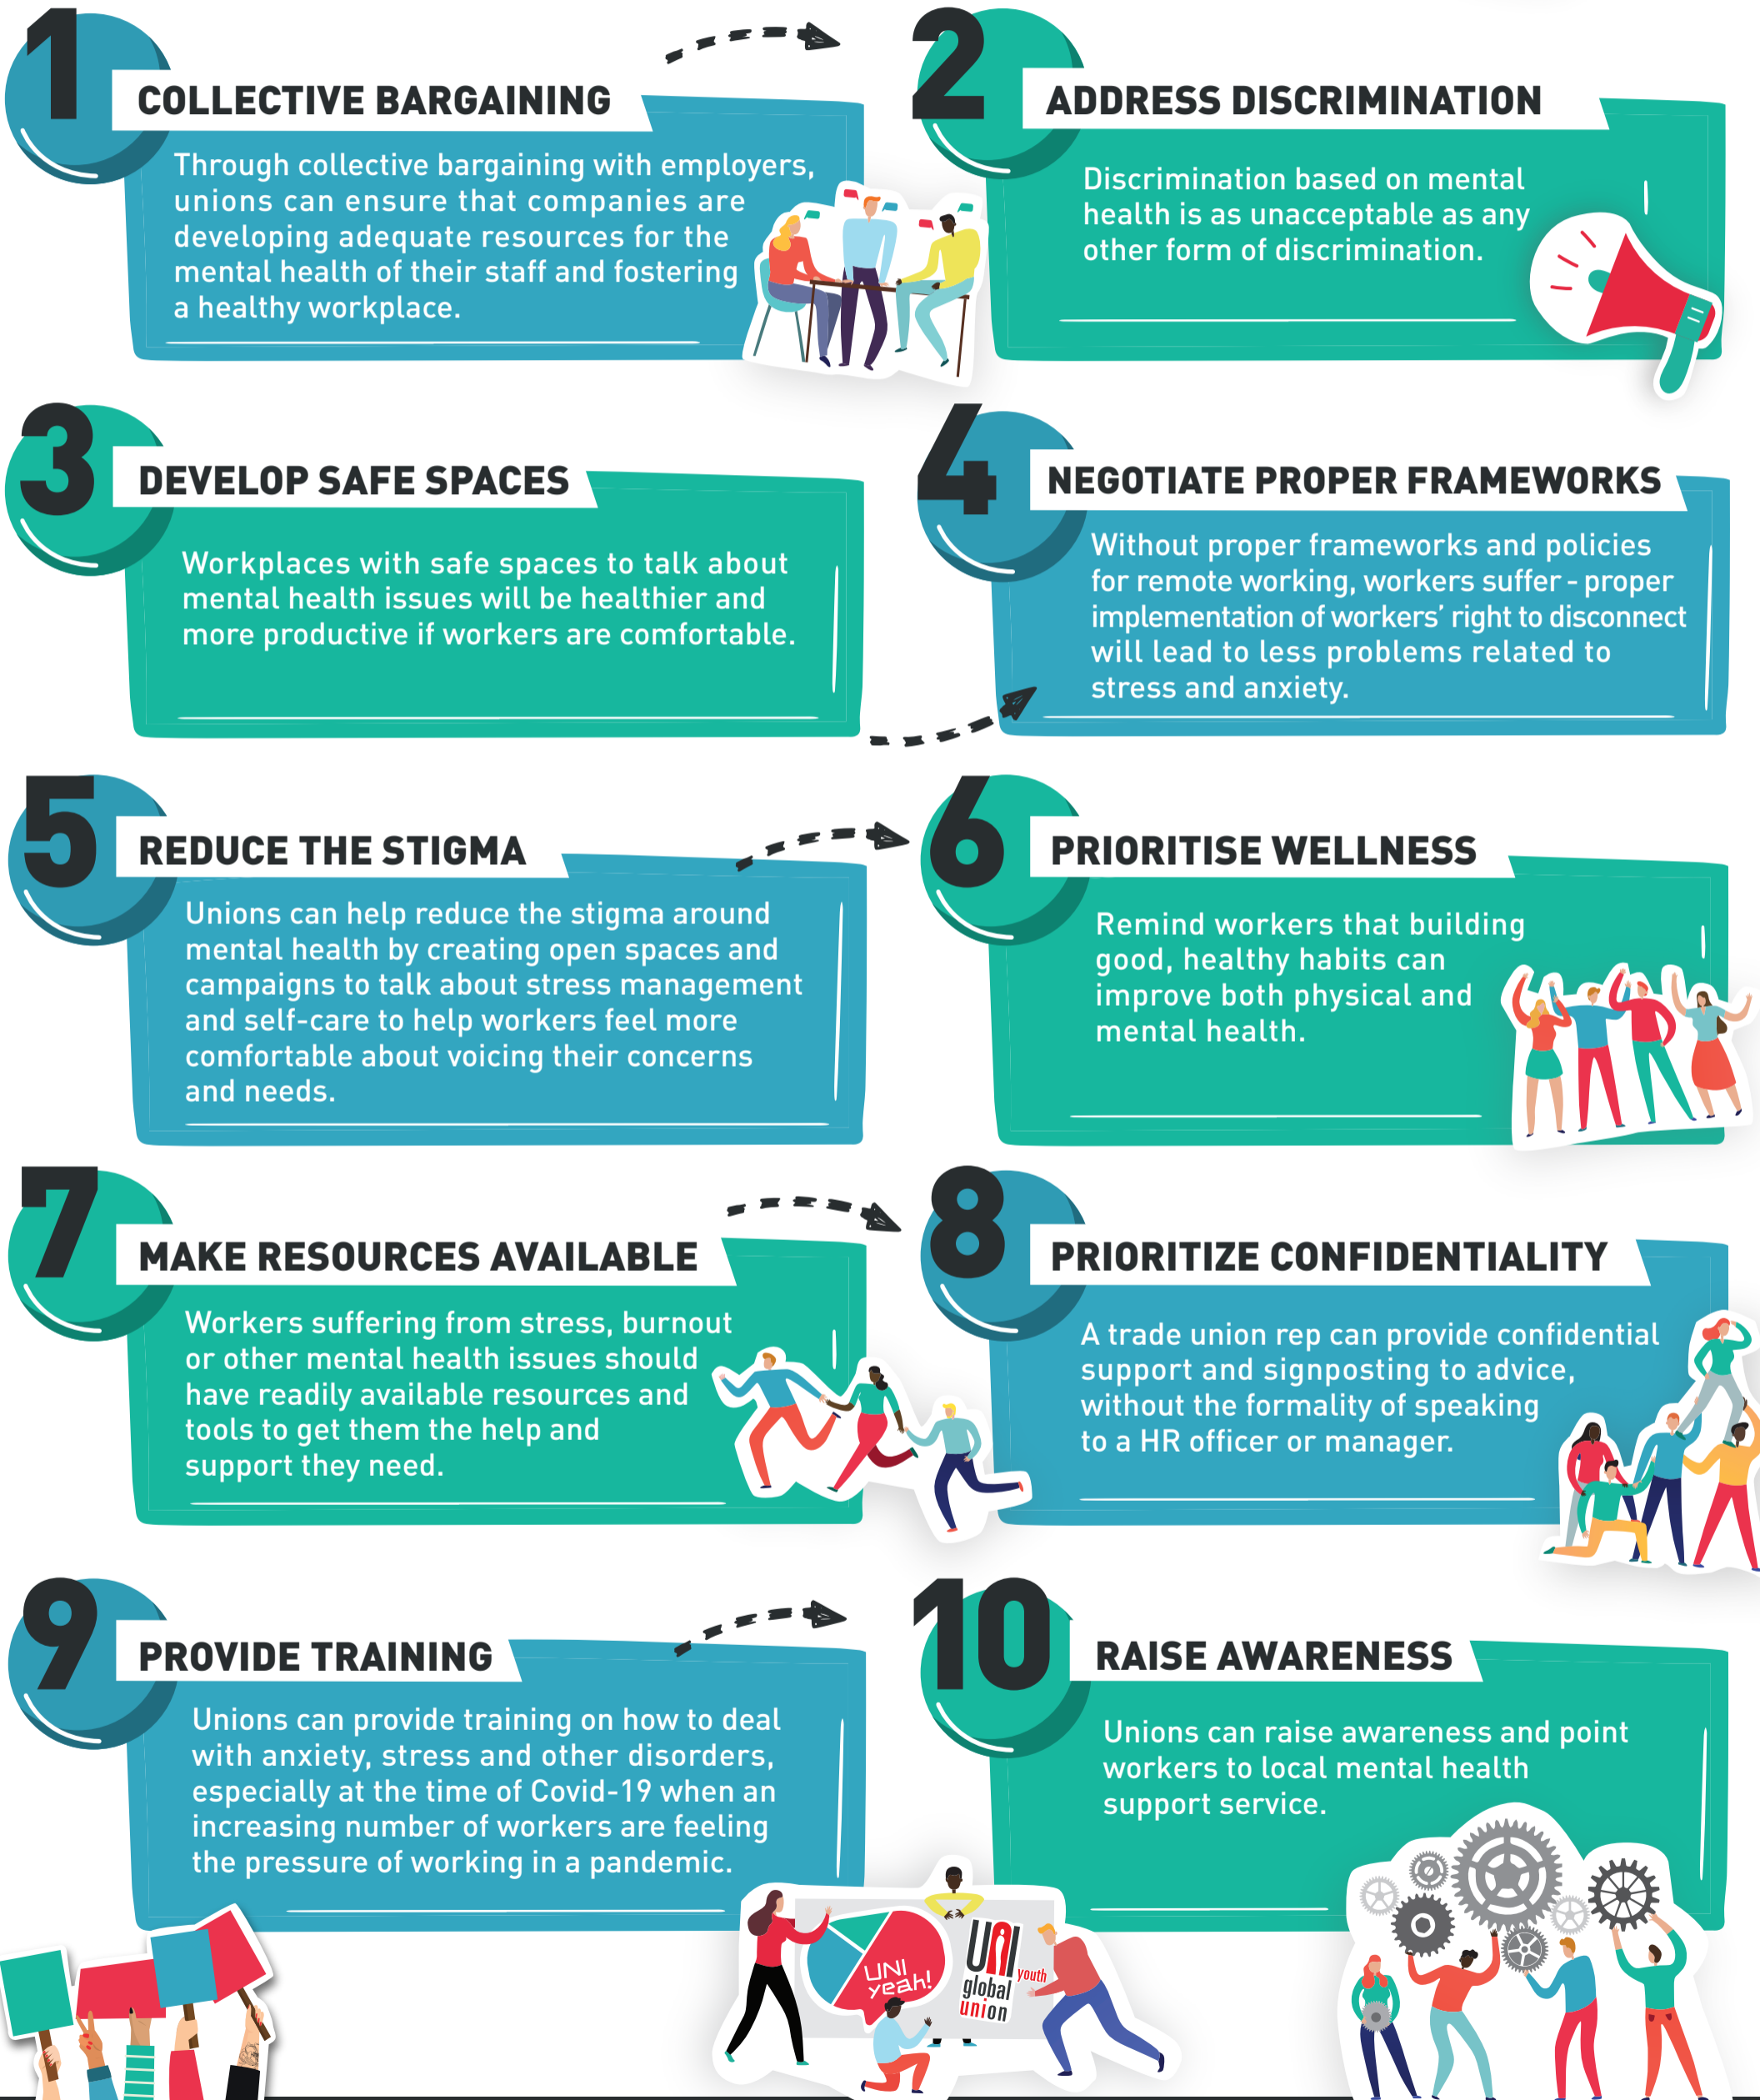 1
COLLECTIVE BARGAINING
Through collective bargaining with employers,
unions can ensure that companies are
developing adequate resources for the
mental health of their staff and fostering
a healthy workplace.
2
ADDRESS DISCRIMINATION
Discrimination based on mental
health is as unacceptable as any
other form of discrimination.
3
DEVELOP SAFE SPACES
Workplaces with safe spaces to talk about
mental health issues will be healthier and
more productive if workers are comfortable.
4
NEGOTIATE PROPER FRAMEWORKS
Without proper frameworks and policies
for remote working, workers suffer - proper
implementation of workers’ right to disconnect
will lead to less problems related to
stress and anxiety.
5
REDUCE THE STIGMA
Unions can help reduce the stigma around
mental health by creating open spaces and
campaigns to talk about stress management
and self-care to help workers feel more
comfortable about voicing their concerns
and needs.
6
PRIORITISE WELLNESS
Remind workers that building
good, healthy habits can
improve both physical and
mental health.
7
MAKE RESOURCES AVAILABLE
Workers suffering from stress, burnout
or other mental health issues should
have readily available resources and
tools to get them the help and
support they need.
8
PRIORITIZE CONFIDENTIALITY
A trade union rep can provide confidential
support and signposting to advice,
without the formality of speaking
to a HR officer or manager.
9
PROVIDE TRAINING
Unions can provide training on how to deal
with anxiety, stress and other disorders,
especially at the time of Covid-19 when an
increasing number of workers are feeling
the pressure of working in a pandemic.
10
RAISE AWARENESS
Unions can raise awareness and point
workers to local mental health
support service.
UNI
yeah!
UNI
global
union
youth